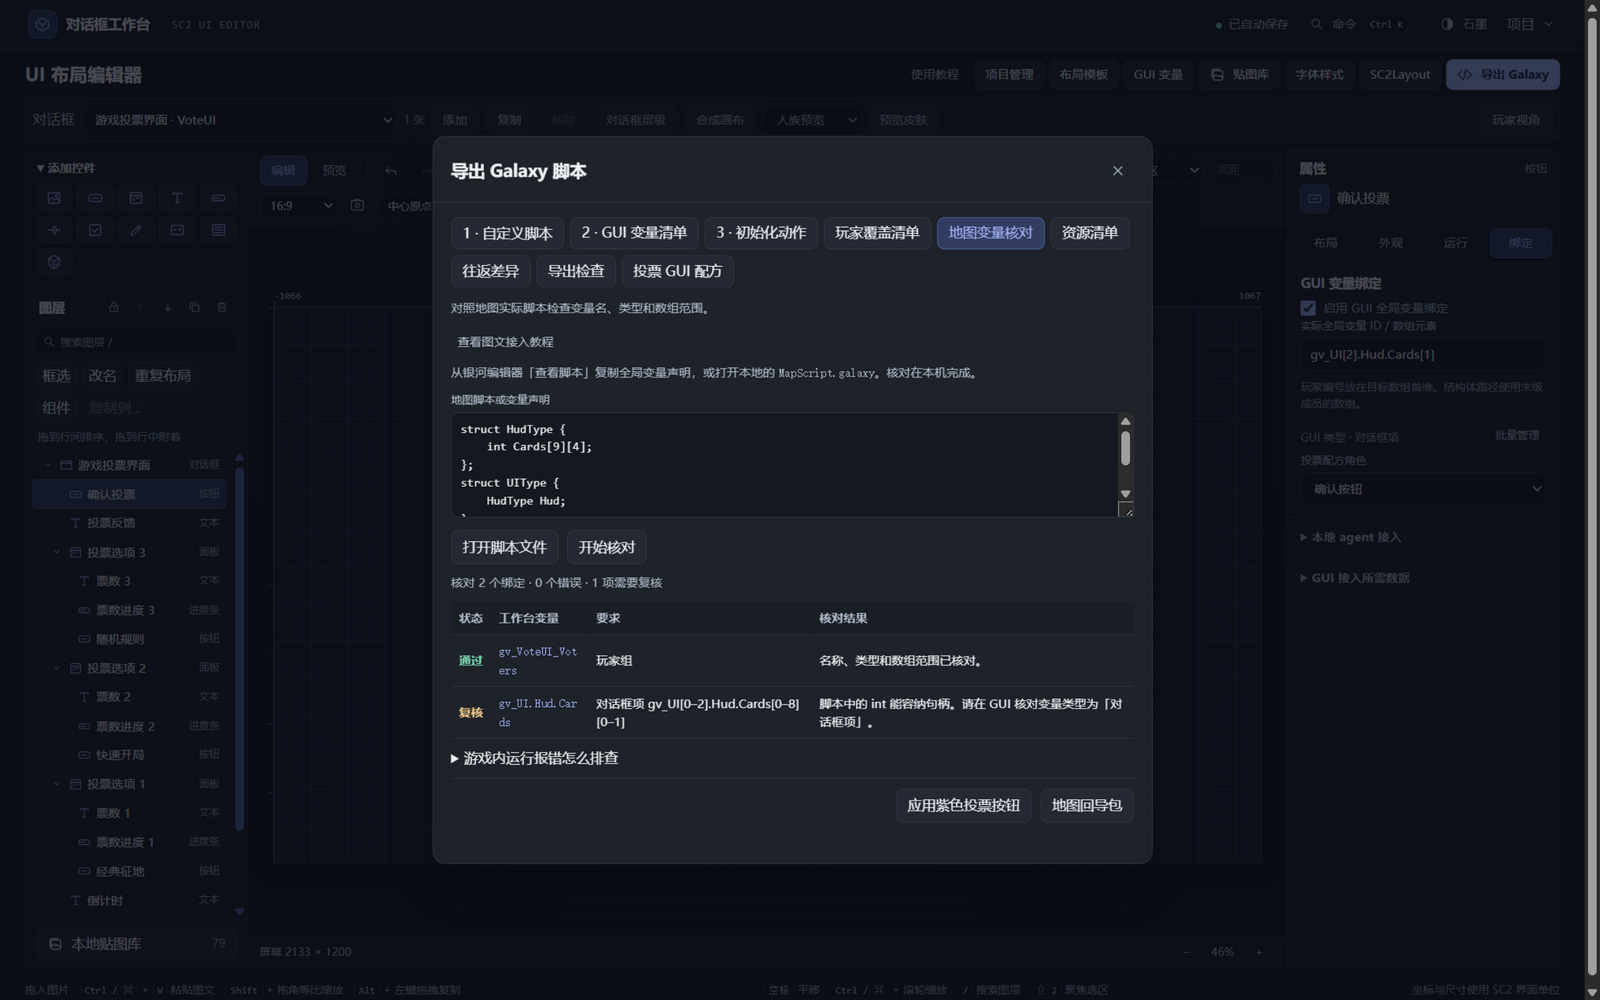 对话框工作台 SC2 UI EDITOR 已自动保存 命令 Ctrl K 石墨 项目
UI 布局编辑器 使用教程 项目管理 布局模板 GUI 变量 贴图库 字体样式 SC2Layout 导出 Galaxy
对话框 游戏投票界面 · VoteUI 1 张 添加 复制 移除 对话框层级 合成画布 人族预览 预览皮肤 玩家视角
添加控件
编辑 预览
16:9 中心原点
间距
图层
搜索图层 /
框选 改名 重复布局
组件 复制到...
拖到行间排序，拖到行中附着
游戏投票界面 对话框
确认投票 按钮
投票反馈 文本
投票选项 3 面板
票数 3 文本
票数进度 3 进度条
随机规则 按钮
投票选项 2 面板
票数 2 文本
票数进度 2 进度条
快速开局 按钮
投票选项 1 面板
票数 1 文本
票数进度 1 进度条
经典征地 按钮
倒计时 文本
本地贴图库 79
-1066
1067
导出 Galaxy 脚本
1 · 自定义脚本 2 · GUI 变量清单 3 · 初始化动作 玩家覆盖清单 地图变量核对 资源清单
往返差异 导出检查 投票 GUI 配方
对照地图实际脚本检查变量名、类型和数组范围。
查看图文接入教程
从银河编辑器「查看脚本」复制全局变量声明，或打开本地的 MapScript.galaxy。核对在本机完成。
地图脚本或变量声明
struct HudType {
int Cards[9][4];
};
struct UIType {
HudType Hud;
打开脚本文件 开始核对
核对 2 个绑定 · 0 个错误 · 1 项需要复核
状态 工作台变量 要求 核对结果
通过 gv_VoteUI_Voters 玩家组 名称、类型和数组范围已核对。
复核 gv_UI.Hud.Cards 对话框项 gv_UI[0–2].Hud.Cards[0–8][0–1] 脚本中的 int 能容纳句柄。请在 GUI 核对变量类型为「对话框项」。
游戏内运行报错怎么排查
应用紫色投票按钮 地图回导包
属性 按钮
确认投票
布局 外观 运行 绑定
GUI 变量绑定
启用 GUI 全局变量绑定
实际全局变量 ID / 数组元素
gv_UI[2].Hud.Cards[1]
玩家编号放在目标数组首维。结构体路径使用末级
成员的数组。
GUI 类型 · 对话框项 批量管理
投票配方角色
确认按钮
本地 agent 接入
GUI 接入所需数据
屏幕 2133 × 1200 − 46% +
拖入图片 Ctrl / ⌘ + V 粘贴图文 Shift + 拖角等比缩放 Alt + 左键拖拽复制 空格 平移 Ctrl / ⌘ + 滚轮缩放 / 搜索图层 ⇧ 2 聚焦选区 坐标与尺寸使用 SC2 界面单位